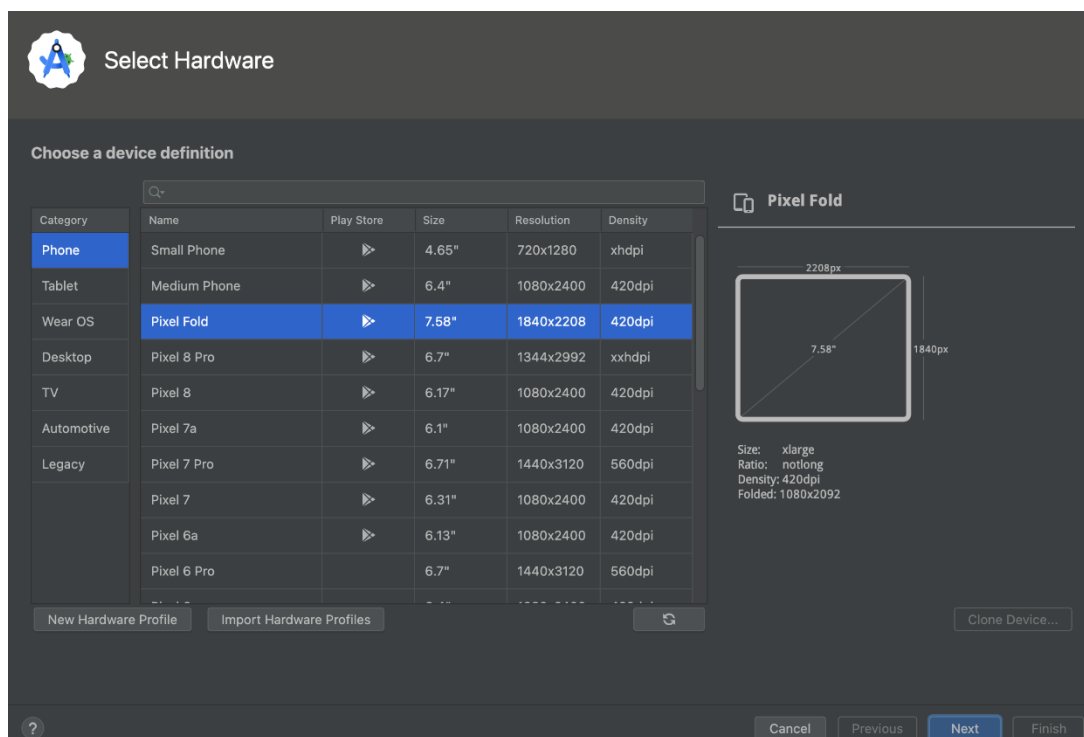 Select Hardware
Choose a device definition
Category Name Play Store Size Resolution Density
Phone Small Phone 4.65" 720x1280 xhdpi
Tablet Medium Phone 6.4" 1080x2400 420dpi
Wear OS Pixel Fold 7.58" 1840x2208 420dpi
Desktop Pixel 8 Pro 6.7" 1344x2992 xxhdpi
TV Pixel 8 6.17" 1080x2400 420dpi
Automotive Pixel 7a 6.1" 1080x2400 420dpi
Legacy Pixel 7 Pro 6.71" 1440x3120 560dpi
Pixel 7 6.31" 1080x2400 420dpi
Pixel 6a 6.13" 1080x2400 420dpi
Pixel 6 Pro 6.7" 1440x3120 560dpi
Pixel Fold
2208px
7.58"
1840px
Size: xlarge
Ratio: notlong
Density: 420dpi
Folded: 1080x2092
New Hardware Profile Import Hardware Profiles Clone Device...
? Cancel Previous Next Finish